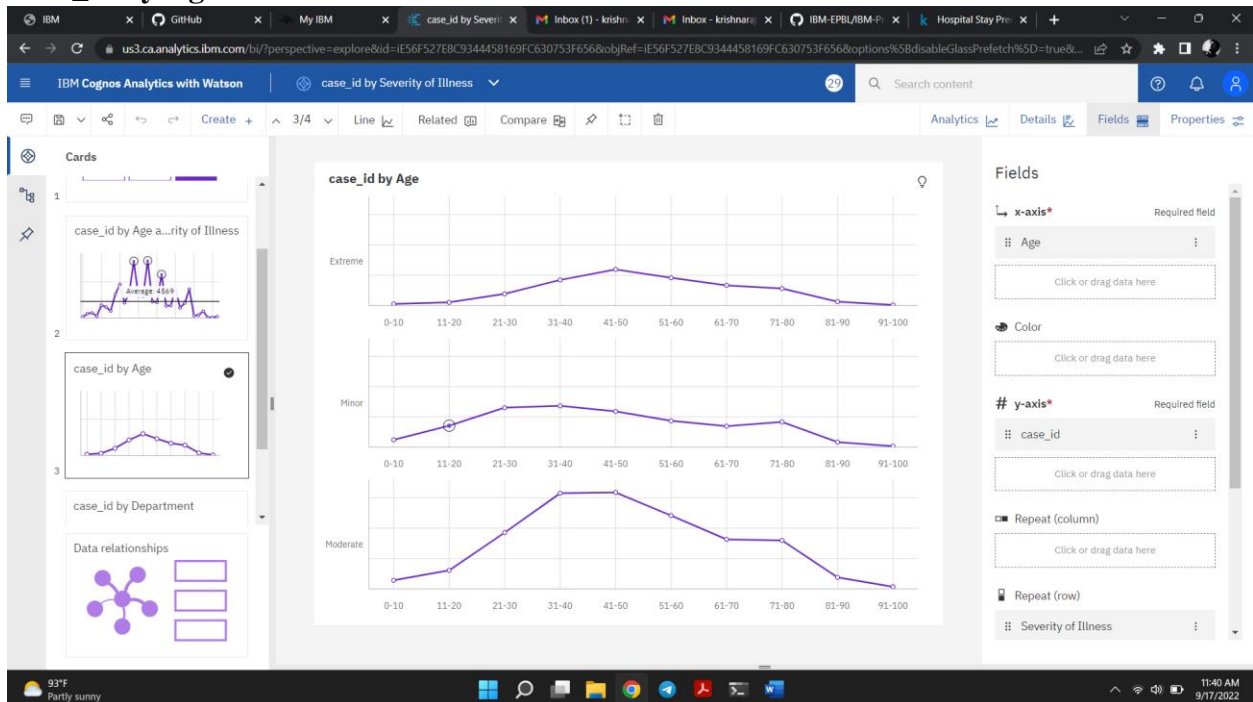 IBM
GitHub
My IBM
case_id by Severi
Inbox (1) - krishn
Inbox - krishnaraj
IBM-EPBL/IBM-Pr
Hospital Stay Pre
us3.ca.analytics.ibm.com/bi/?perspective=explore&id=iE56F527E8C9344458169FC630753F656&objRef=iE56F527E8C9344458169FC630753F656&options%5BdisableGlassPrefetch%5D=true&...
IBM Cognos Analytics with Watson
case_id by Severity of Illness
29
Search content
Create +
3/4
Line
Related
Compare
Analytics
Details
Fields
Properties
Cards
1
case_id by Age a...rity of Illness
Average: 4569
2
case_id by Age
3
case_id by Department
Data relationships
case_id by Age
Extreme
0-10 11-20 21-30 31-40 41-50 51-60 61-70 71-80 81-90 91-100
Minor
0-10 11-20 21-30 31-40 41-50 51-60 61-70 71-80 81-90 91-100
Moderate
0-10 11-20 21-30 31-40 41-50 51-60 61-70 71-80 81-90 91-100
Fields
x-axis* Required field
Age
Click or drag data here
Color
Click or drag data here
# y-axis* Required field
case_id
Click or drag data here
Repeat (column)
Click or drag data here
Repeat (row)
Severity of Illness
93°F
Partly sunny
11:40 AM
9/17/2022